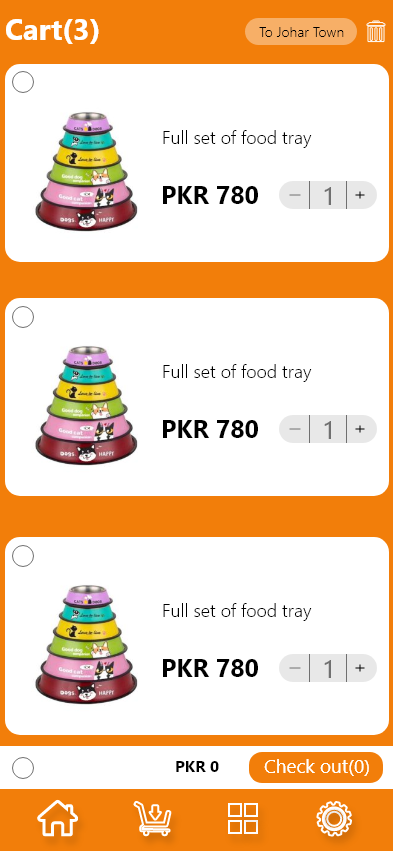 Cart(3)
To Johar Town
Full set of food tray
PKR 780
− 1 +
Full set of food tray
PKR 780
− 1 +
Full set of food tray
PKR 780
− 1 +
PKR 0
Check out(0)